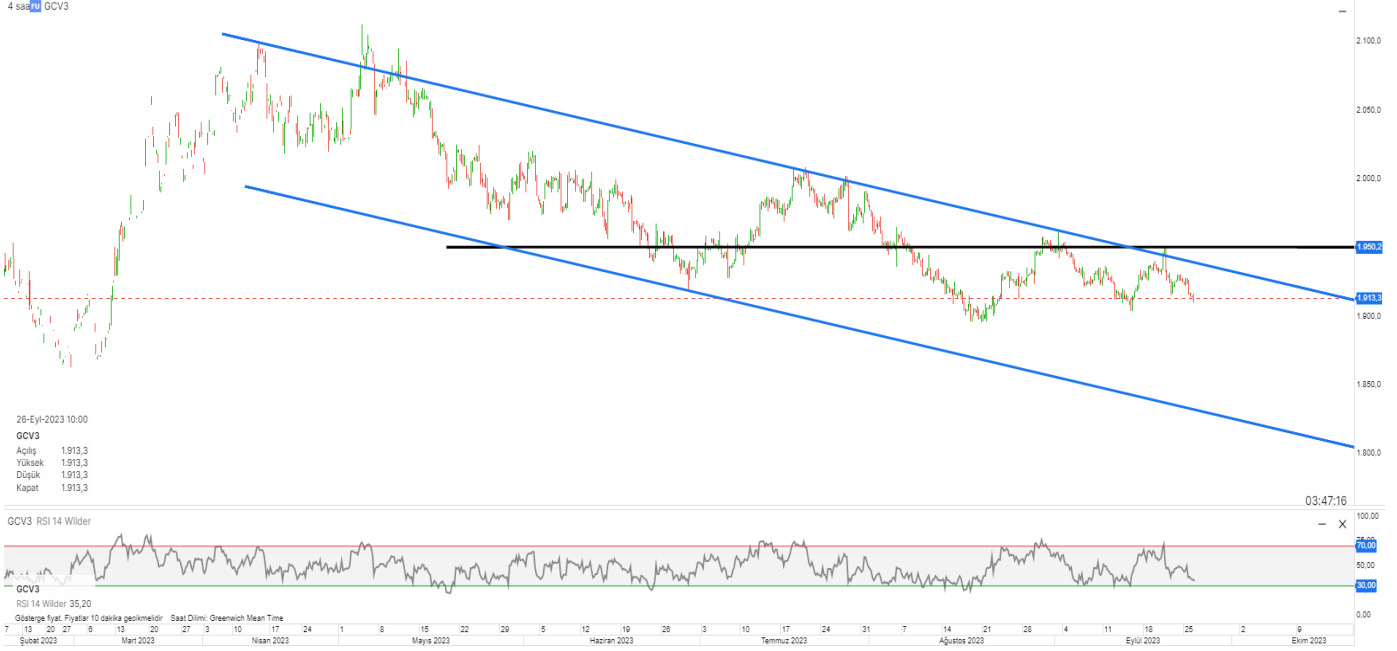 4 saa ru GCV3
2.100,0
2.050,0
2.000,0
1.950,2
1.913,3
1.900,0
1.850,0
1.800,0
26-Eyl-2023 10:00
GCV3
Açılış 1.913,3
Yüksek 1.913,3
Düşük 1.913,3
Kapat 1.913,3
03:47:16
GCV3 RSI 14 Wilder
100,00
70,00
50,00
30,00
0,00
GCV3
RSI 14 Wilder 35,20
Gösterge fiyat. Fiyatlar 10 dakika gecikmelidir Saat Dilimi: Greenwich Mean Time
7 13 20 27 6 13 20 27 3 10 17 24 1 8 15 22 29 5 12 19 26 3 10 17 24 31 7 14 21 28 4 11 18 25 2 9
Şubat 2023 Mart 2023 Nisan 2023 Mayıs 2023 Haziran 2023 Temmuz 2023 Ağustos 2023 Eylül 2023 Ekim 2023